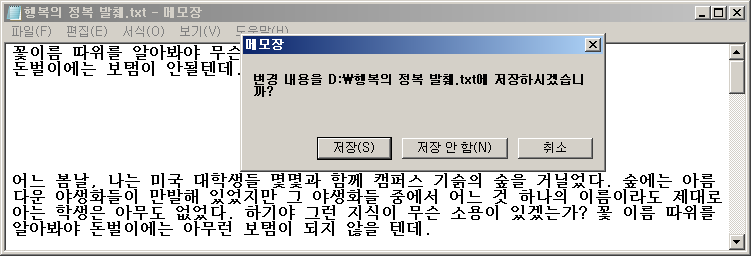 행복의 정복 발췌.txt - 메모장
파일(F) 편집(E) 서식(O) 보기(V) 도움말(H)
꽃이름 따위를 알아봐야 무슨
돈벌이에는 보탬이 안될텐데.
메모장
변경 내용을 D:\행복의 정복 발췌.txt에 저장하시겠습니
까?
저장(S) 저장 안 함(N) 취소
어느 봄날, 나는 미국 대학생들 몇몇과 함께 캠퍼스 기슭의 숲을 거닐었다. 숲에는 아름
다운 야생화들이 만발해 있었지만 그 야생화들 중에서 어느 것 하나의 이름이라도 제대로
아는 학생은 아무도 없었다. 하기야 그런 지식이 무슨 소용이 있겠는가? 꽃 이름 따위를
알아봐야 돈벌이에는 아무런 보탬이 되지 않을 텐데.